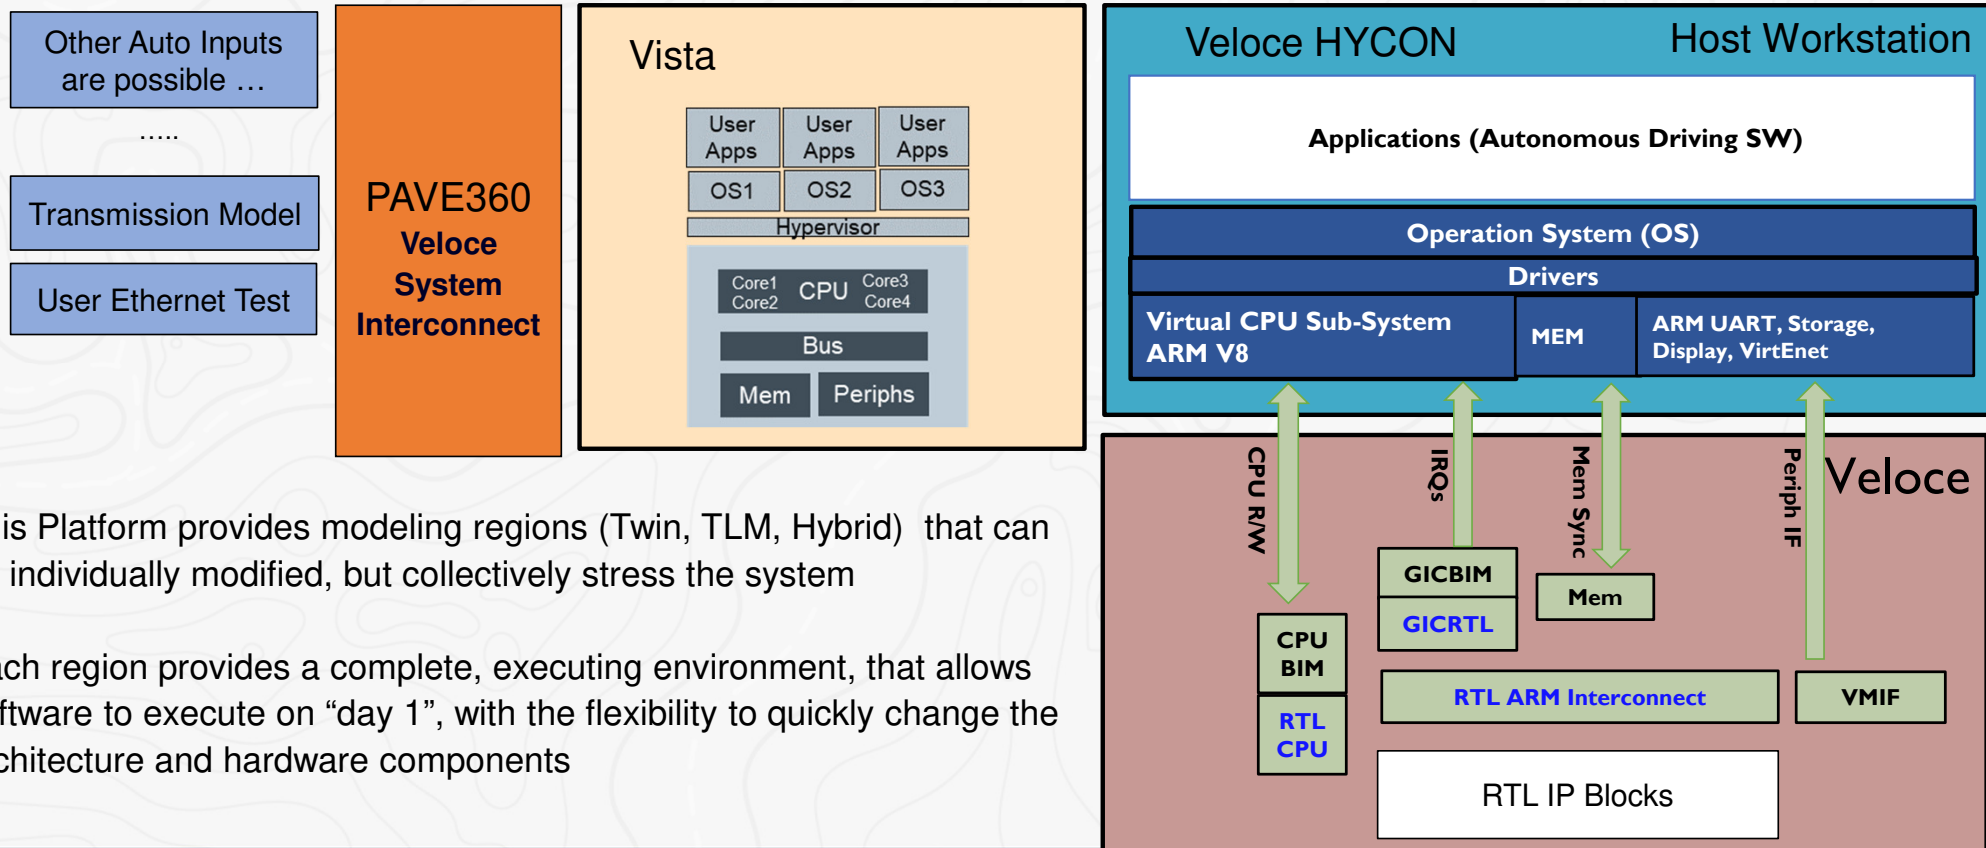 Other Auto Inputs
are possible …
…..
Transmission Model
User Ethernet Test
PAVE360
Veloce
System
Interconnect
Vista
User
Apps
User
Apps
User
Apps
OS1
OS2
OS3
Hypervisor
Core1
Core2
CPU
Core3
Core4
Bus
Mem
Periphs
Veloce HYCON
Host Workstation
Applications (Autonomous Driving SW)
Operation System (OS)
Drivers
Virtual CPU Sub-System
ARM V8
MEM
ARM UART, Storage,
Display, VirtEnet
CPU R/W
IRQs
Mem Sync
Periph IF
Veloce
GICBIM
GICRTL
Mem
CPU
BIM
RTL
CPU
RTL ARM Interconnect
VMIF
RTL IP Blocks
is Platform provides modeling regions (Twin, TLM, Hybrid) that can
individually modified, but collectively stress the system
ach region provides a complete, executing environment, that allows
ftware to execute on “day 1”, with the flexibility to quickly change the
chitecture and hardware components